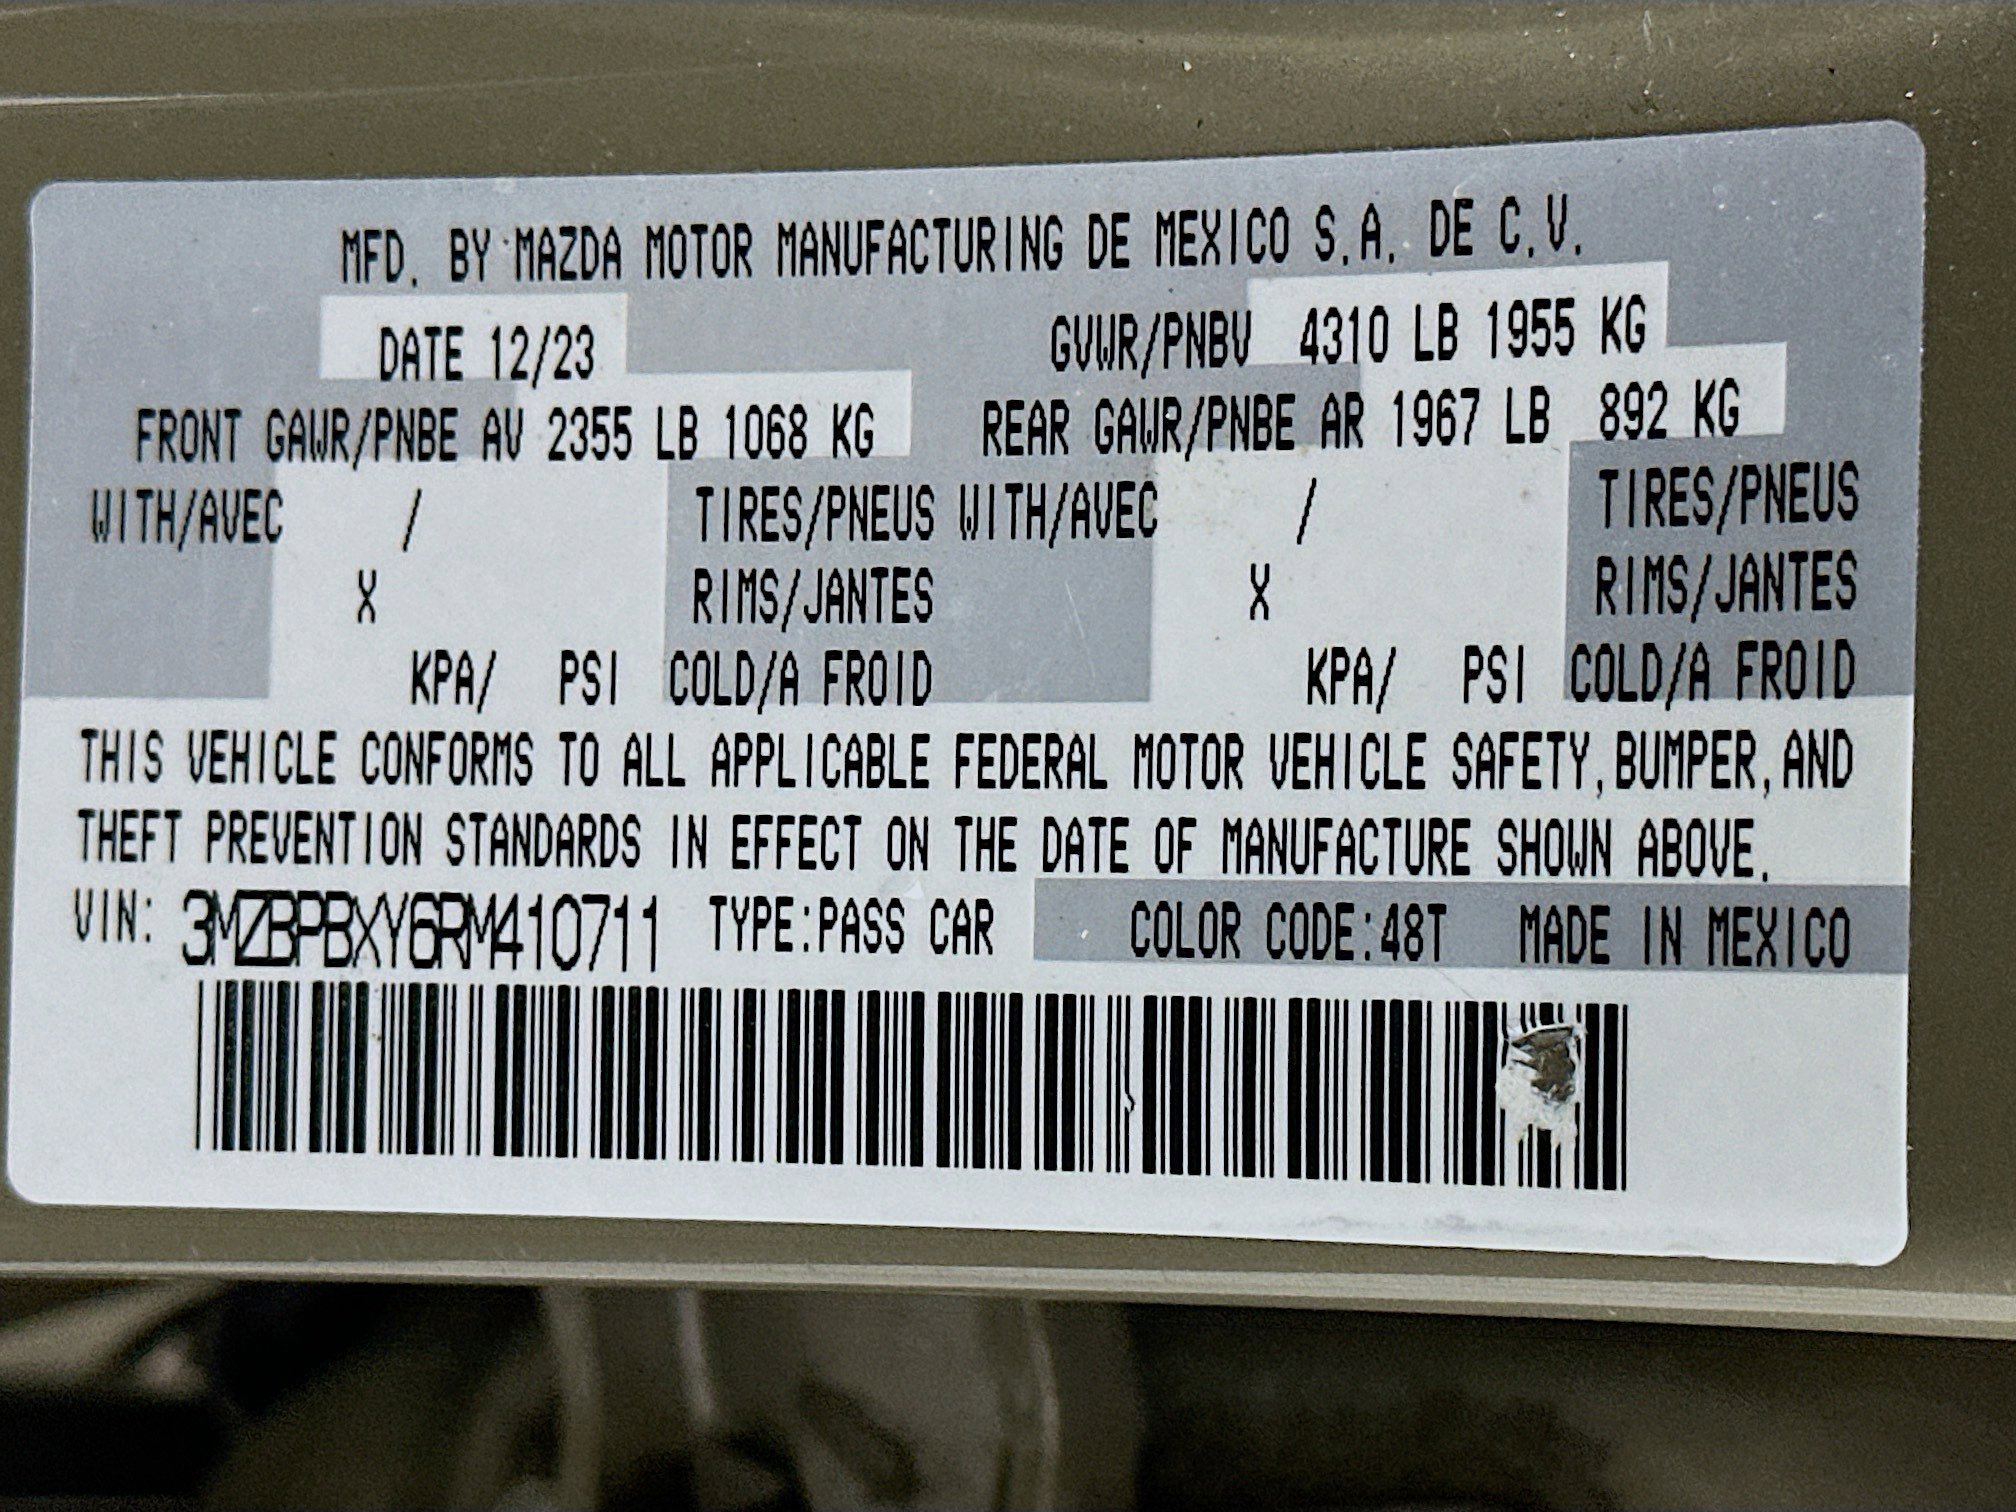 MFD. BY MAZDA MOTOR MANUFACTURING DE MEXICO S.A. DE C.V.
DATE 12/23 GVWR/PNBV 4310 LB 1955 KG
FRONT GAWR/PNBE AV 2355 LB 1068 KG REAR GAWR/PNBE AR 1967 LB 892 KG
WITH/AVEC / TIRES/PNEUS WITH/AVEC / TIRES/PNEUS
X RIMS/JANTES X RIMS/JANTES
KPA/ PSI COLD/A FROID KPA/ PSI COLD/A FROID
THIS VEHICLE CONFORMS TO ALL APPLICABLE FEDERAL MOTOR VEHICLE SAFETY, BUMPER, AND
THEFT PREVENTION STANDARDS IN EFFECT ON THE DATE OF MANUFACTURE SHOWN ABOVE.
VIN: 3MZBPBXY6RM410711 TYPE:PASS CAR COLOR CODE:48T MADE IN MEXICO